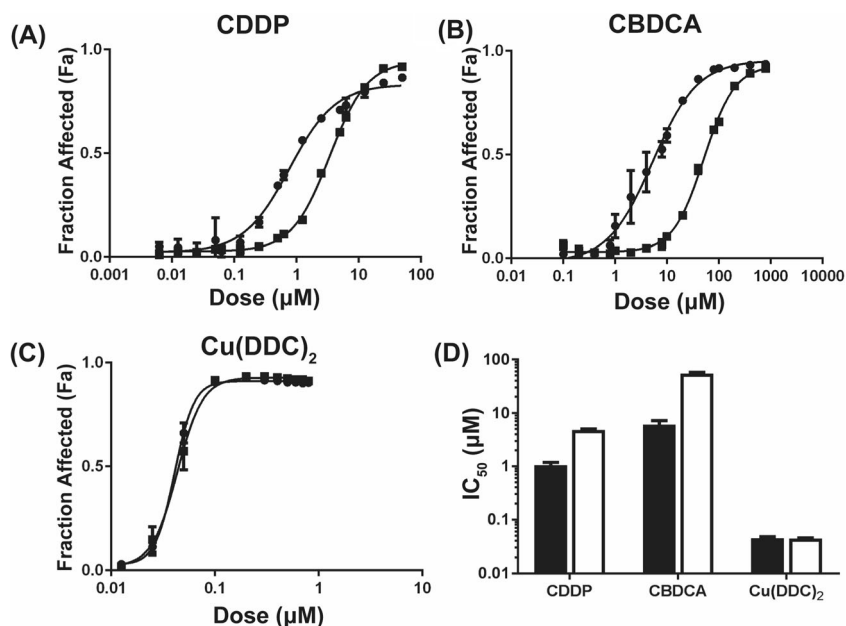 (A)
CDDP
Fraction Affected (Fa)
1.0
0.5
0.0
0.001
0.01
0.1
1
10
100
Dose (µM)
(B)
CBDCA
Fraction Affected (Fa)
1.0
0.5
0.0
0.01
0.1
1
10
100
1000
10000
Dose (µM)
(C)
Cu(DDC)2
Fraction Affected (Fa)
1.0
0.5
0.0
0.01
0.1
1
10
Dose (µM)
(D)
IC50 (µM)
100
10
1
0.1
0.01
CDDP
CBDCA
Cu(DDC)2